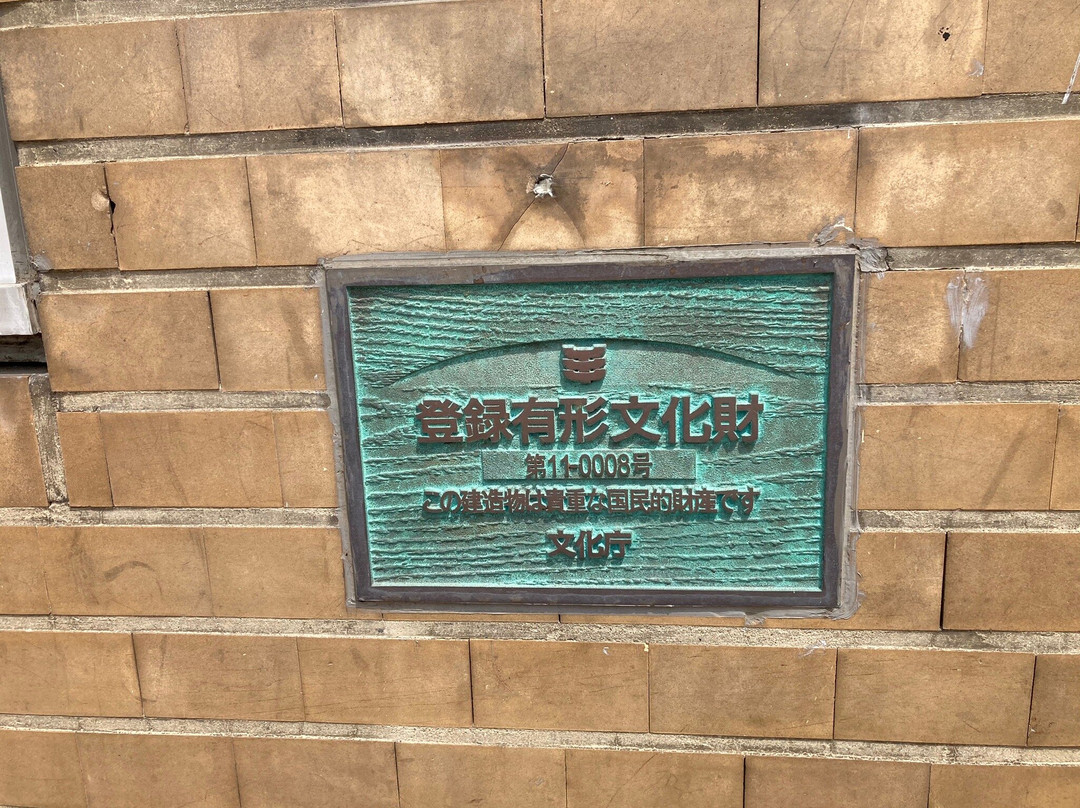 登録有形文化財
第11-0008号
この建造物は貴重な国民的財産です
文化庁